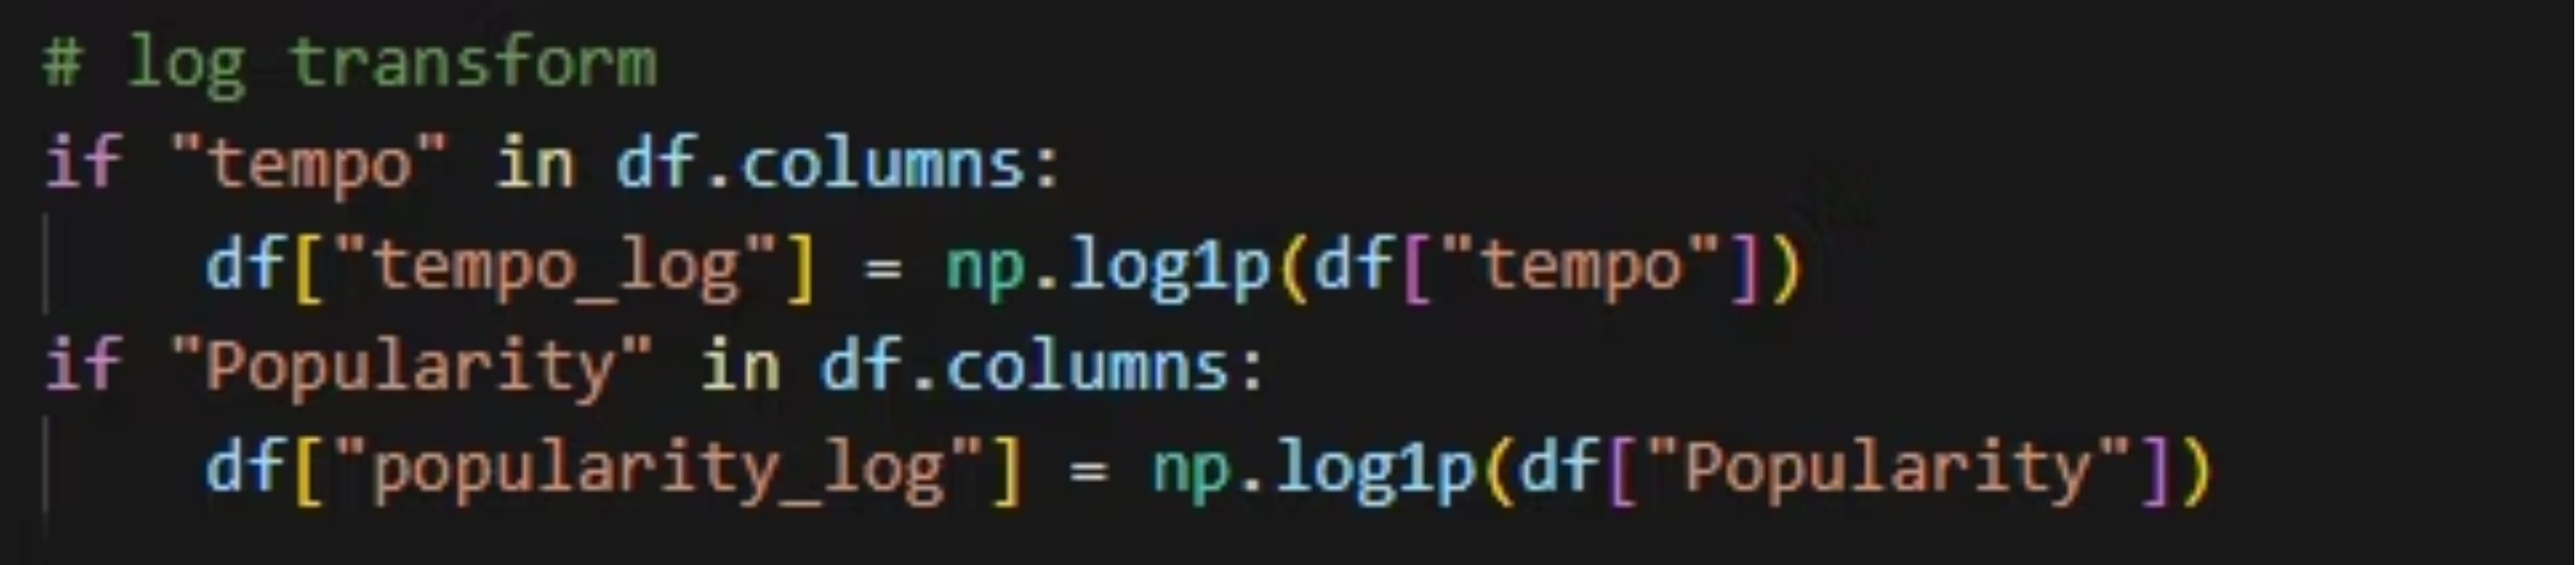 # log transform
if "tempo" in df.columns:
    df["tempo_log"] = np.log1p(df["tempo"])
if "Popularity" in df.columns:
    df["popularity_log"] = np.log1p(df["Popularity"])